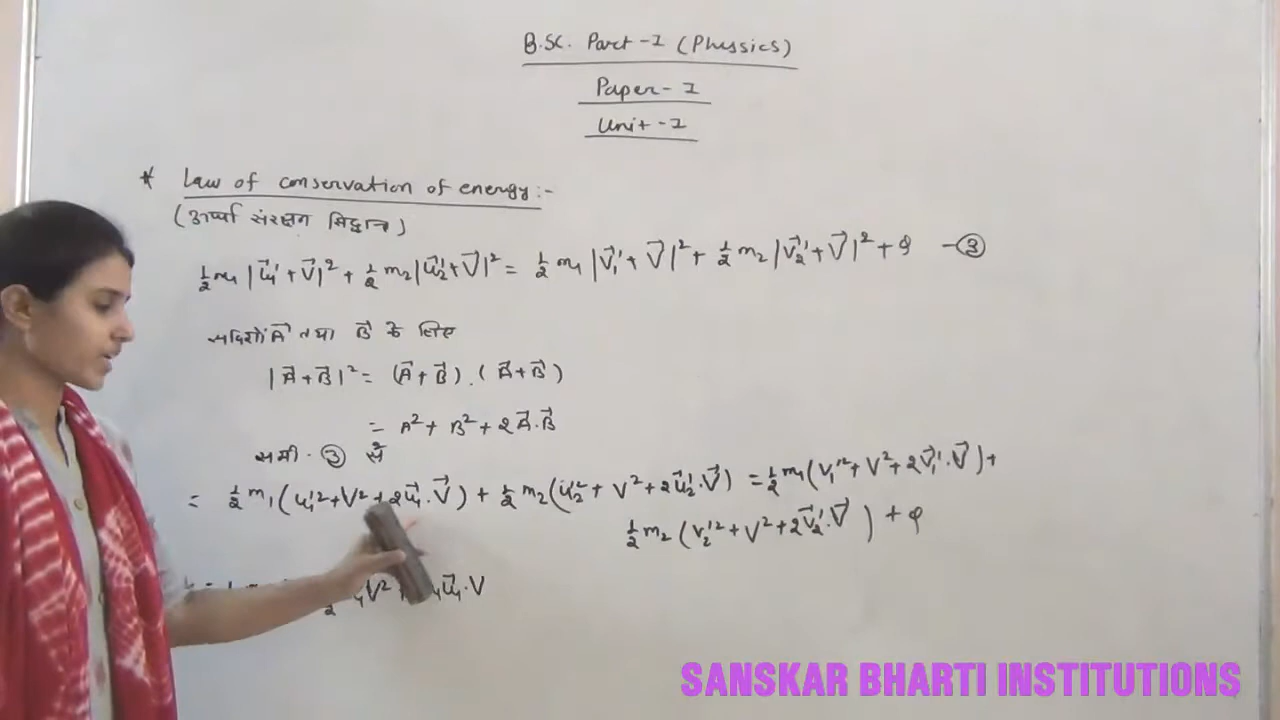 B.Sc. Part-I (Physics)
Paper-I
Unit-I
* Law of conservation of energy:-
(ऊर्जा संरक्षण सिद्धान्त)
½m₁|u⃗₁'+V⃗|² + ½m₂|u⃗₂'+V⃗|² = ½m₁|V⃗₁'+V⃗|² + ½m₂|V⃗₂'+V⃗|² + φ -③
सदिशों A⃗ तथा B⃗ के लिए
|A⃗+B⃗|² = (A⃗+B⃗).(A⃗+B⃗)
= A²+B²+2A⃗.B⃗
समी. ③ से
= ½m₁(u₁'²+V²+2u⃗₁'.V⃗) + ½m₂(u₂'²+V²+2u⃗₂'.V⃗) = ½m₁(V₁'²+V²+2V⃗₁'.V⃗)+
½m₂(V₂'²+V²+2V⃗₂'.V⃗) + φ
V² u⃗₁.V
SANSKAR BHARTI INSTITUTIONS